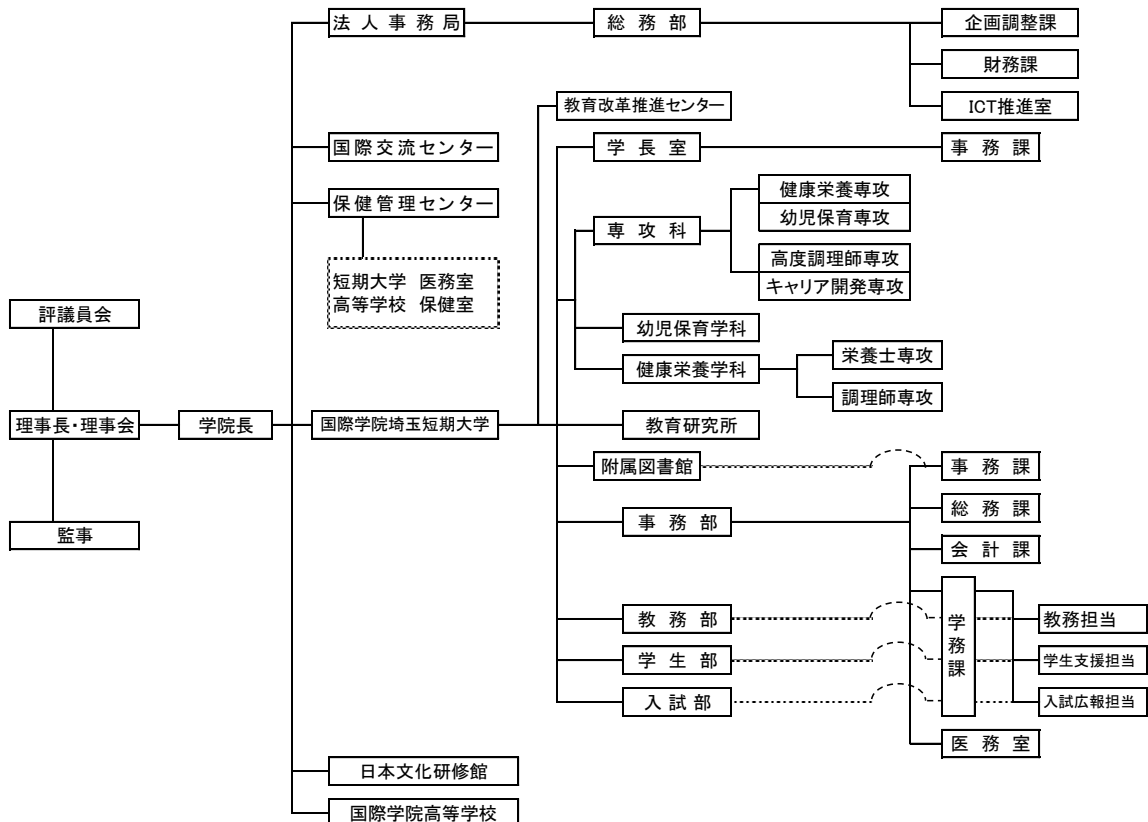 法人事務局
総務部
企画調整課
財務課
ICT推進室
教育改革推進センター
国際交流センター
学長室
事務課
保健管理センター
短期大学 医務室
高等学校 保健室
専攻科
健康栄養専攻
幼児保育専攻
高度調理師専攻
キャリア開発専攻
幼児保育学科
健康栄養学科
栄養士専攻
調理師専攻
評議員会
理事長・理事会
学院長
国際学院埼玉短期大学
監事
教育研究所
附属図書館
事務課
事務部
総務課
会計課
学務課
教務部
教務担当
学生部
学生支援担当
入試部
入試広報担当
医務室
日本文化研修館
国際学院高等学校